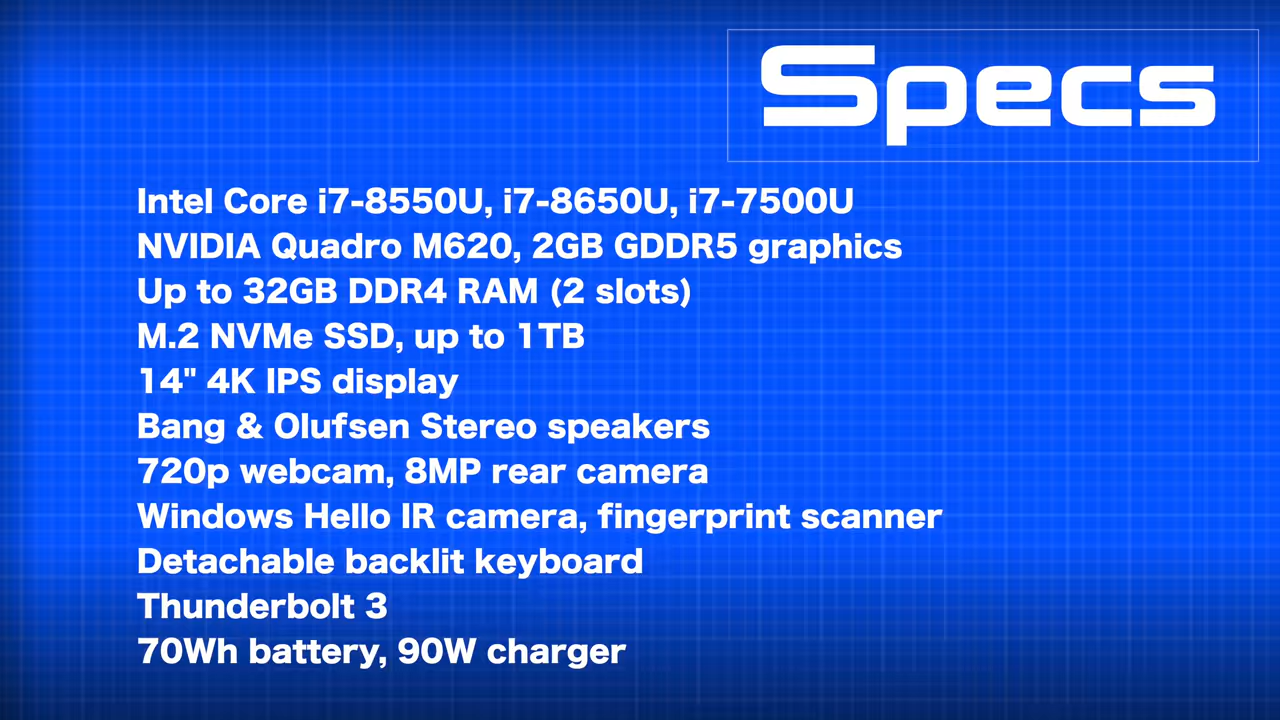 Specs
Intel Core i7-8550U, i7-8650U, i7-7500U
NVIDIA Quadro M620, 2GB GDDR5 graphics
Up to 32GB DDR4 RAM (2 slots)
M.2 NVMe SSD, up to 1TB
14" 4K IPS display
Bang & Olufsen Stereo speakers
720p webcam, 8MP rear camera
Windows Hello IR camera, fingerprint scanner
Detachable backlit keyboard
Thunderbolt 3
70Wh battery, 90W charger